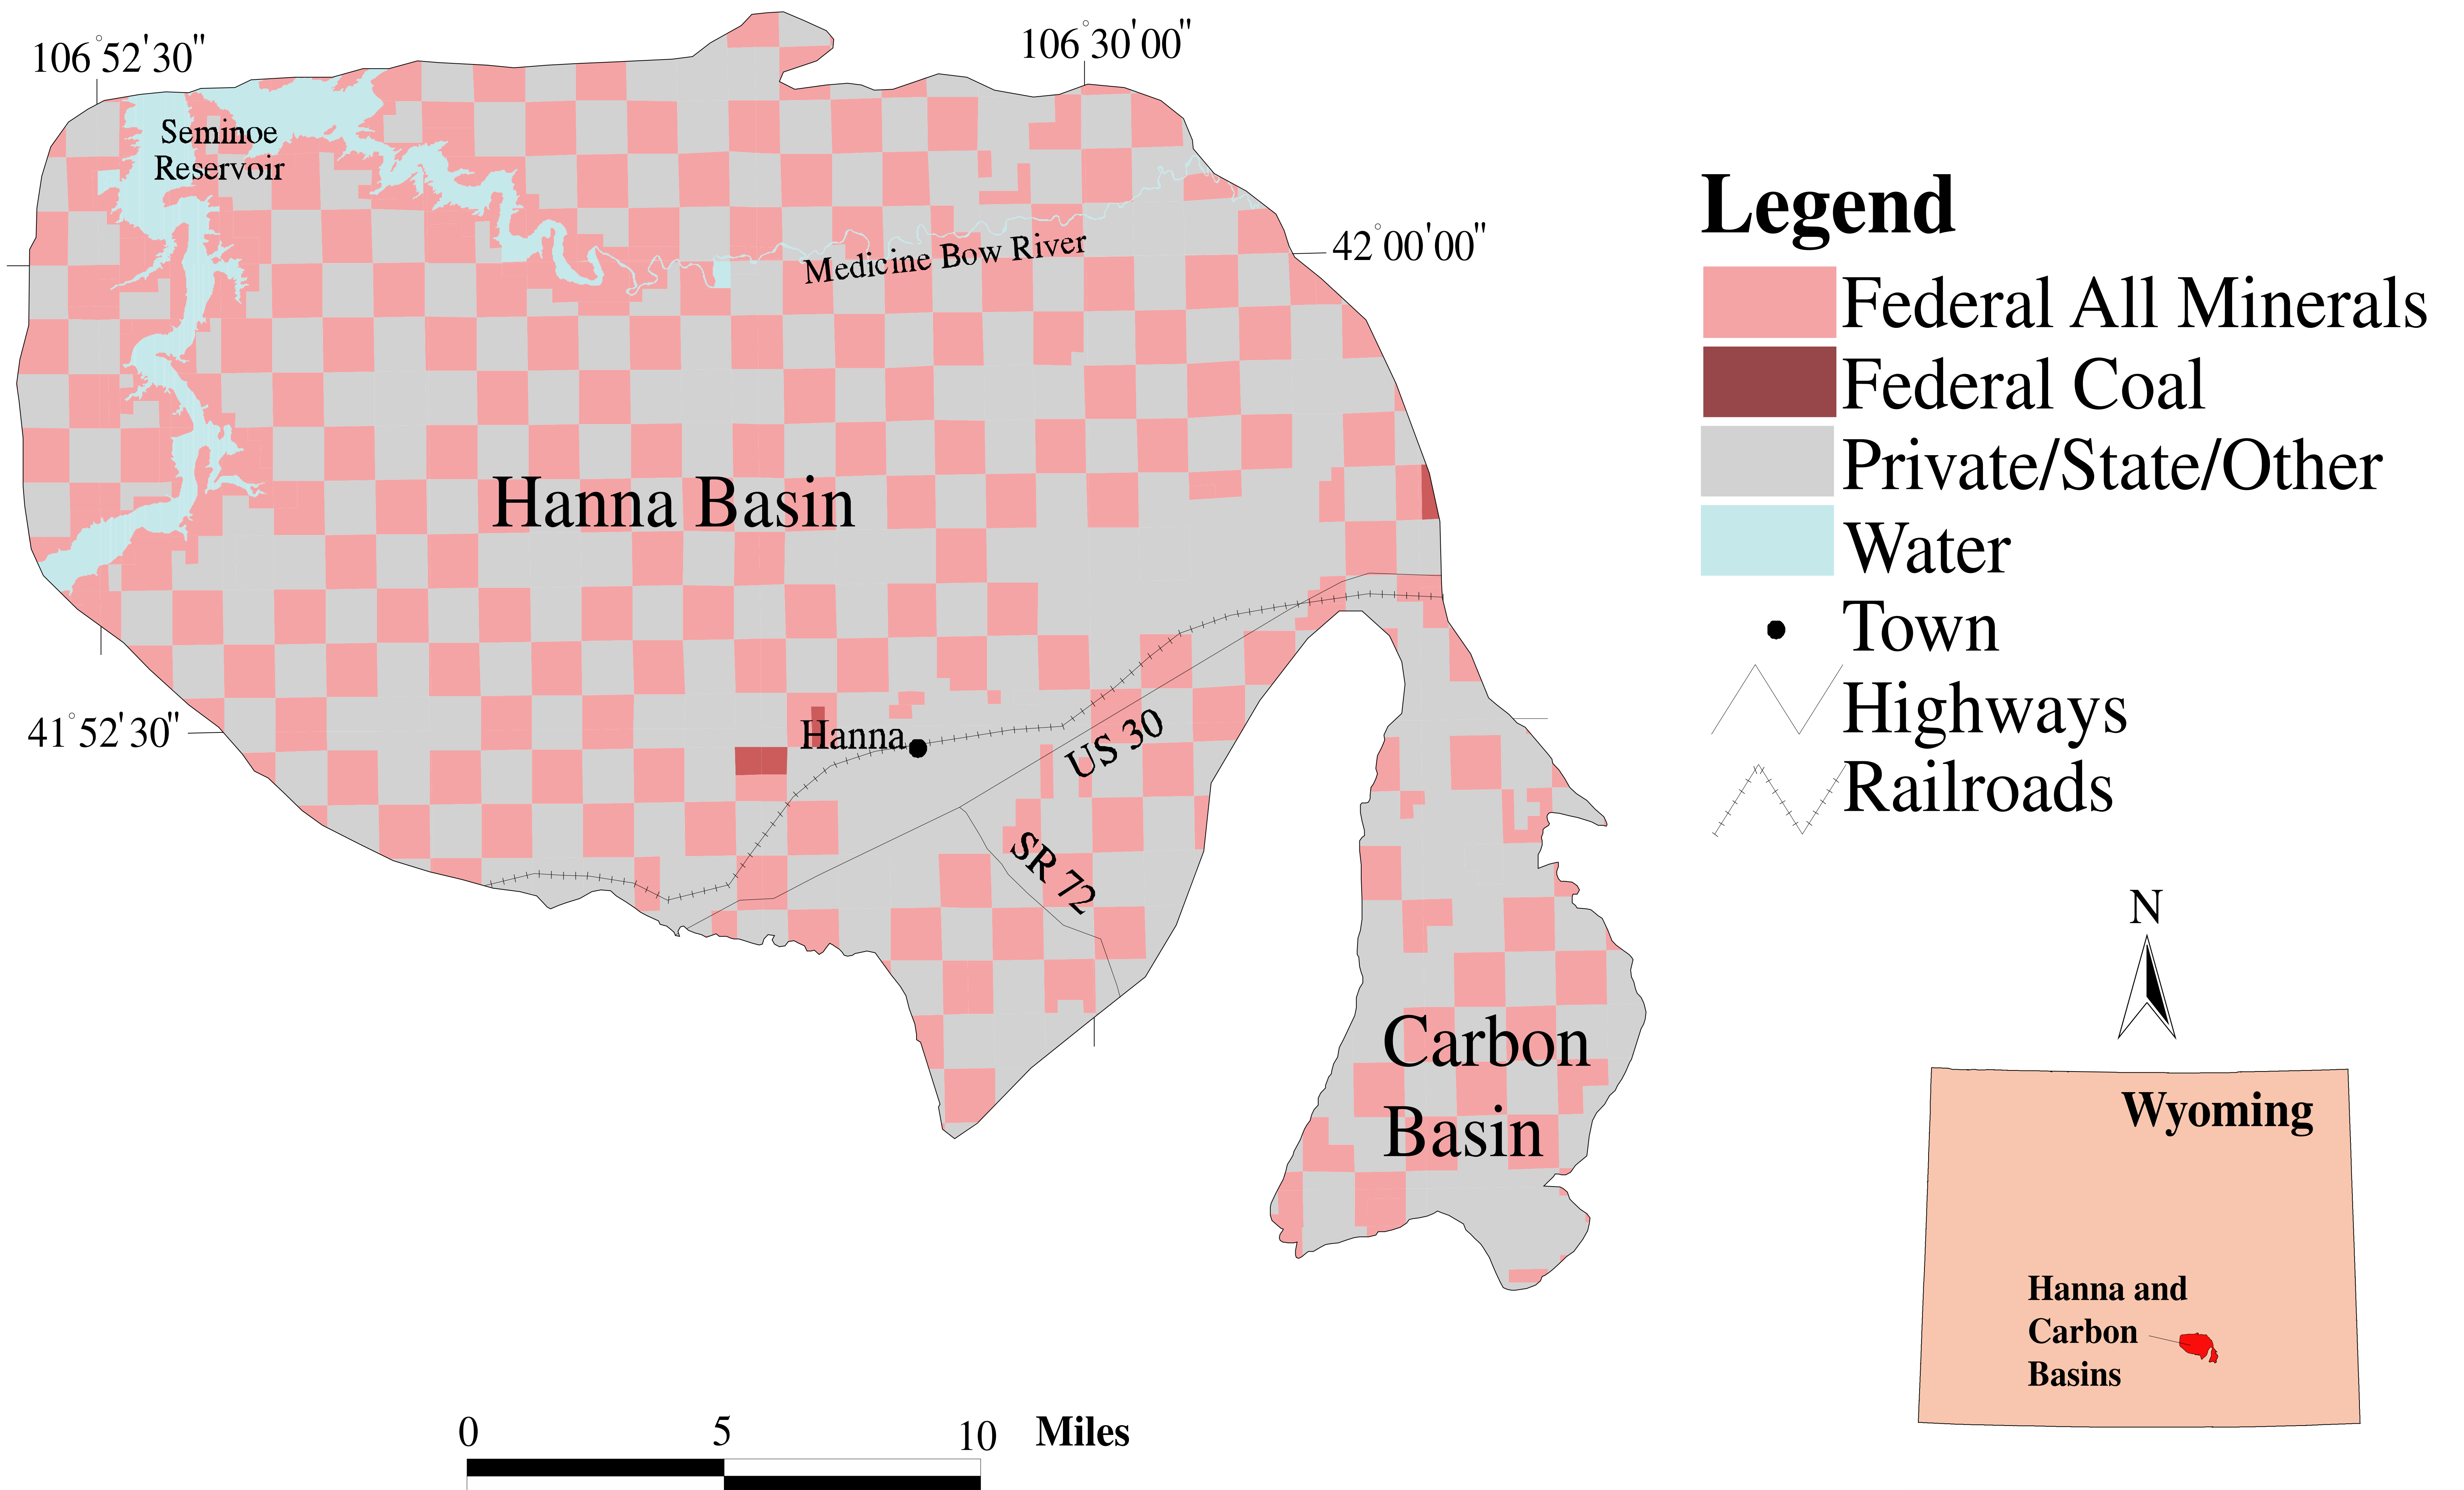 106°52'30"
106°30'00"
Seminoe
Reservoir
Medicine Bow River
42°00'00"
Hanna Basin
41°52'30"
Hanna
US 30
SR 72
Carbon
Basin
Legend
Federal All Minerals
Federal Coal
Private/State/Other
Water
Town
Highways
Railroads
N
Wyoming
Hanna and
Carbon
Basins
0 5 10 Miles